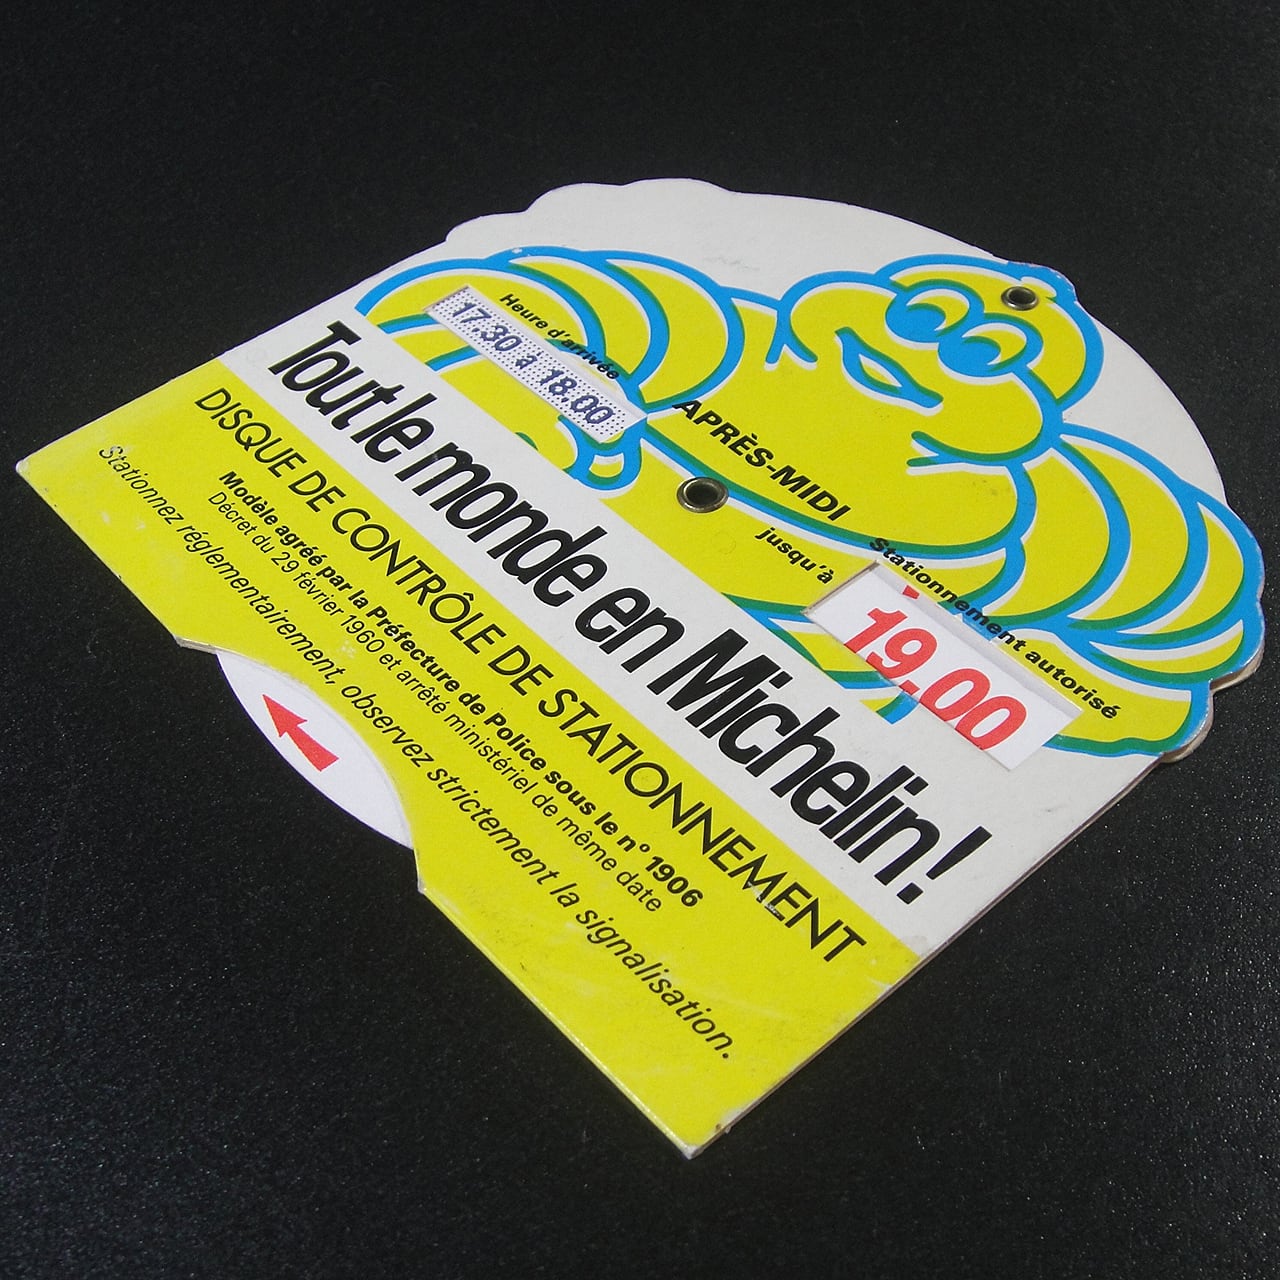 Heure d'arrivée
17.30 à 18.00
APRÈS-MIDI
jusqu'à
Stationnement autorisé
19.00
Tout le monde en Michelin!
DISQUE DE CONTRÔLE DE STATIONNEMENT
Modèle agréé par la Préfecture de Police sous le n° 1906
Décret du 29 février 1960 et arrêté ministériel de même date
Stationnez réglementairement, observez strictement la signalisation.